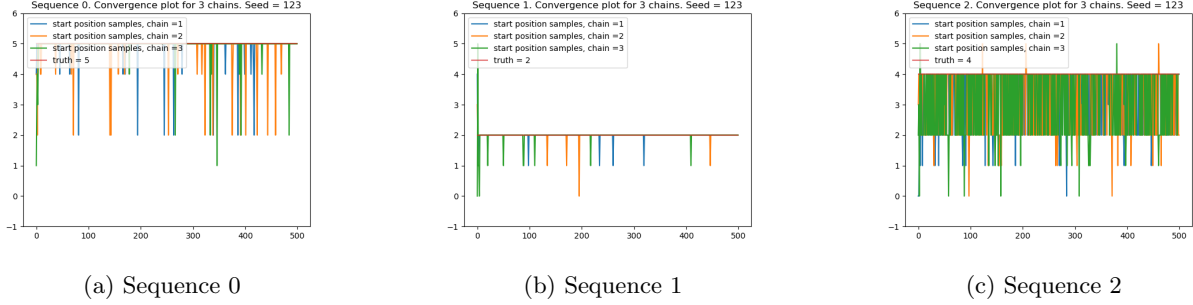 Sequence 0. Convergence plot for 3 chains. Seed = 123
start position samples, chain =1
start position samples, chain =2
start position samples, chain =3
truth = 5
6
5
4
3
2
1
0
−1
0
100
200
300
400
500
(a) Sequence 0
Sequence 1. Convergence plot for 3 chains. Seed = 123
start position samples, chain =1
start position samples, chain =2
start position samples, chain =3
truth = 2
6
5
4
3
2
1
0
−1
0
100
200
300
400
500
(b) Sequence 1
Sequence 2. Convergence plot for 3 chains. Seed = 123
start position samples, chain =1
start position samples, chain =2
start position samples, chain =3
truth = 4
6
5
4
3
2
1
0
−1
0
100
200
300
400
500
(c) Sequence 2